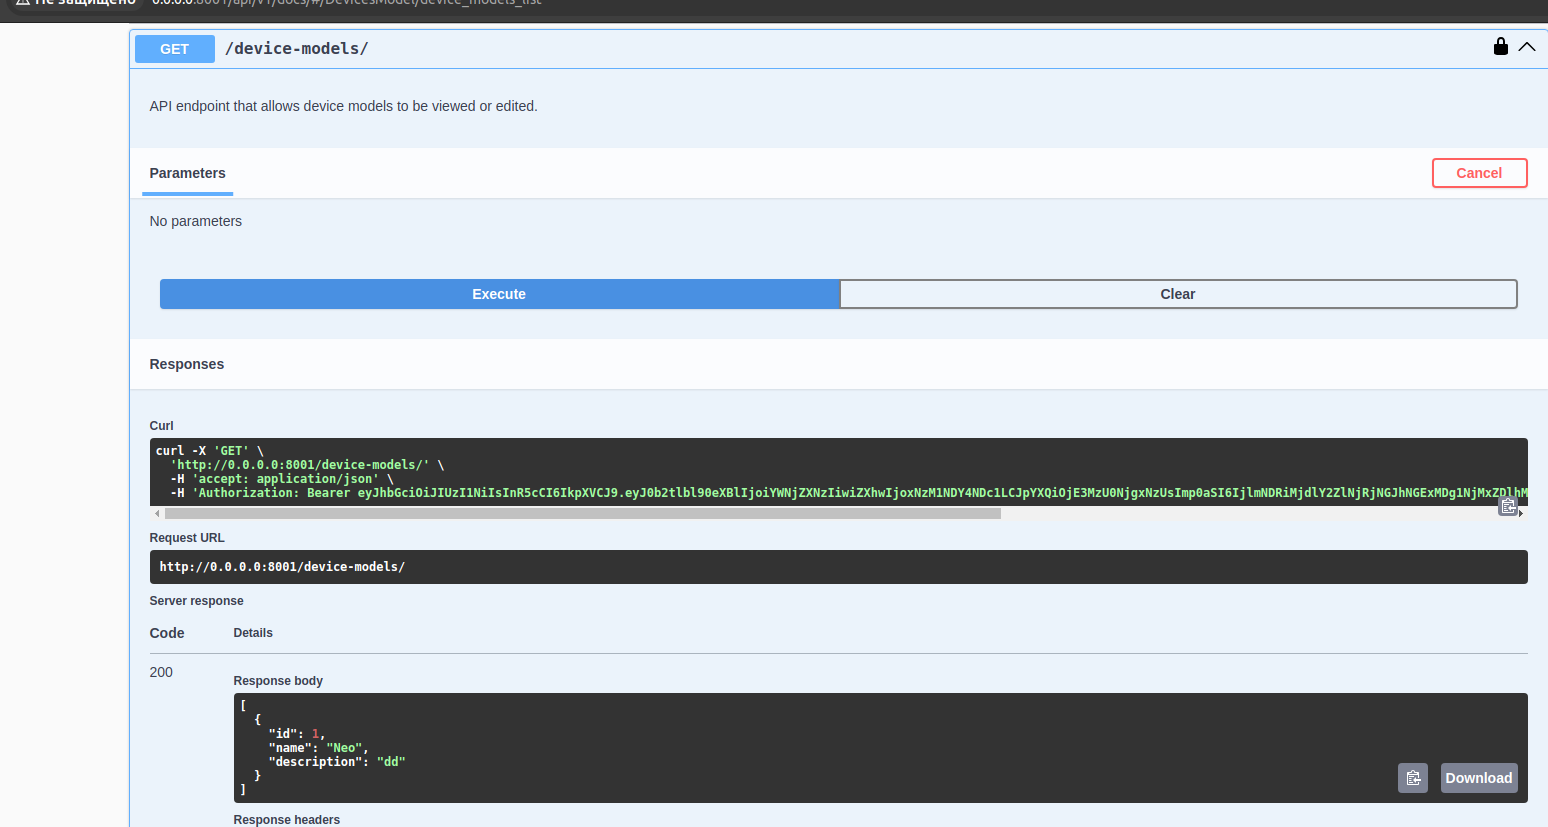 Не защищено 0.0.0.0:8001/api/v1/docs/#/DevicesModel/device_models_list
GET /device-models/
API endpoint that allows device models to be viewed or edited.
Parameters
Cancel
No parameters
Execute
Clear
Responses
Curl
curl -X 'GET' \
'http://0.0.0.0:8001/device-models/' \
-H 'accept: application/json' \
-H 'Authorization: Bearer eyJhbGciOiJIUzI1NiIsInR5cCI6IkpXVCJ9.eyJ0b2tlbl90eXBlIjoiYWNjZXNzIiwiZXhwIjoxNzM1NDY4NDc1LCJpYXQiOjE3MzU0NjgxNzUsImp0aSI6IjlmNDRiMjdlY2ZlNjRjNGJhNGExMDg1NjMxZDlhM
Request URL
http://0.0.0.0:8001/device-models/
Server response
Code Details
200
Response body
[
{
"id": 1,
"name": "Neo",
"description": "dd"
}
]
Download
Response headers